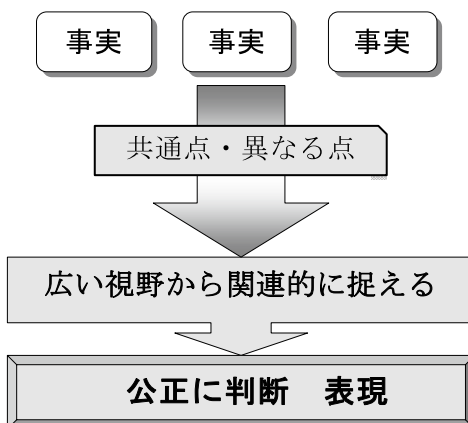 事実 事実 事実
共通点・異なる点
広い視野から関連的に捉える
公正に判断　表現